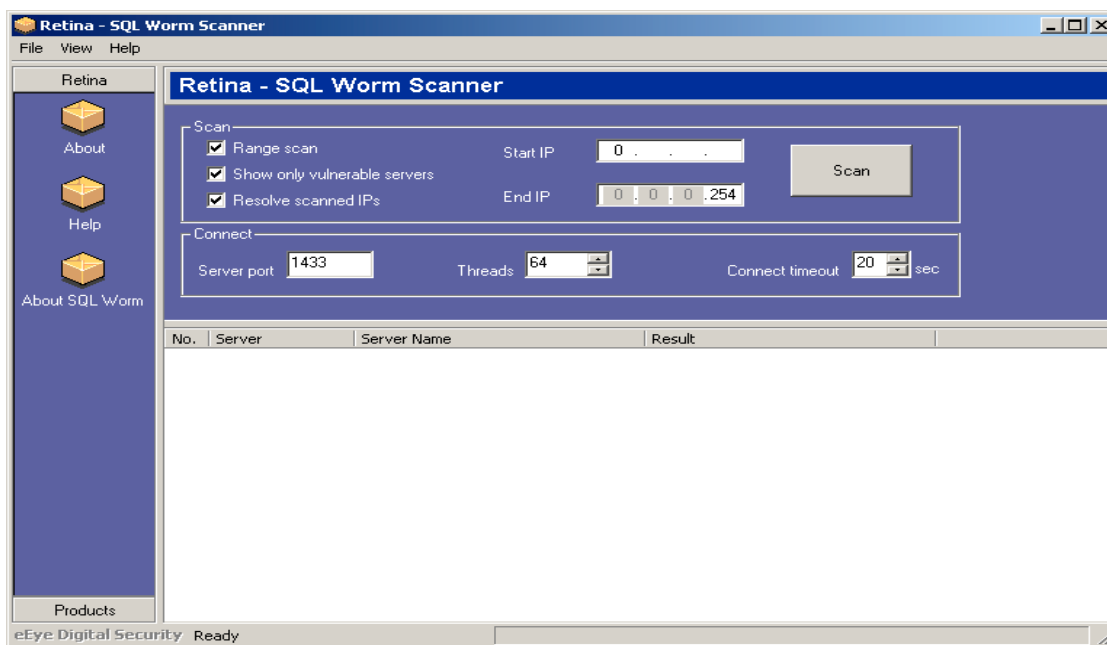 Retina - SQL Worm Scanner
File View Help
Retina
About
Help
About SQL Worm
Products
Retina - SQL Worm Scanner
Scan
Range scan
Show only vulnerable servers
Resolve scanned IPs
Start IP 0 . . .
End IP 0 . 0 . 0 .254
Scan
Connect
Server port 1433
Threads 64
Connect timeout 20 sec
No. Server Server Name Result
eEye Digital Security Ready